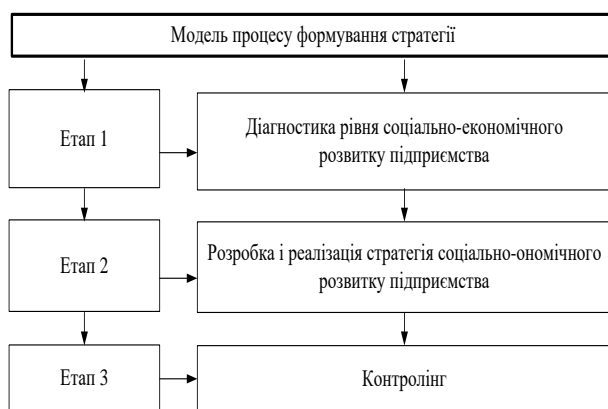 Модель процесу формування стратегії
Етап 1
Діагностика рівня соціально-економічного
розвитку підприємства
Етап 2
Розробка і реалізація стратегія соціально-ономічного
розвитку підприємства
Етап 3
Контролінг